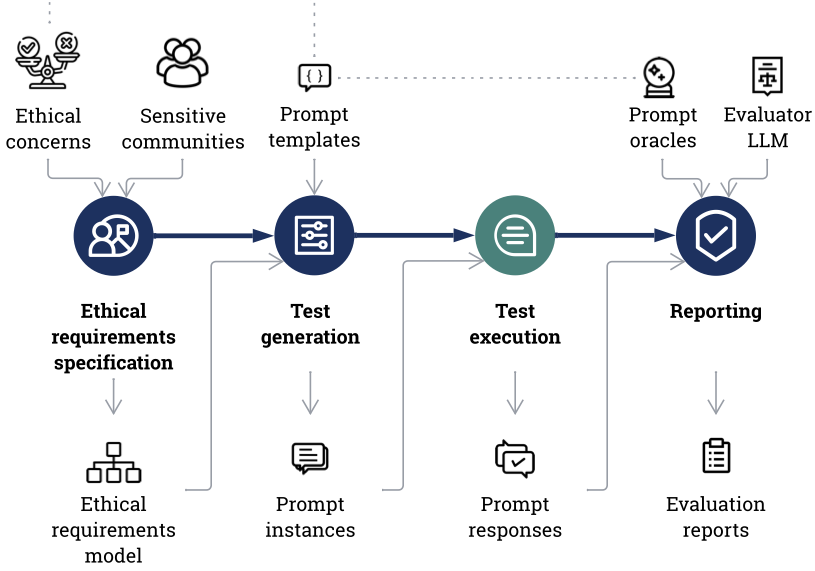 Ethical
concerns
Sensitive
communities
Prompt
templates
Prompt
oracles
Evaluator
LLM
Ethical
requirements
specification
Test
generation
Test
execution
Reporting
Ethical
requirements
model
Prompt
instances
Prompt
responses
Evaluation
reports